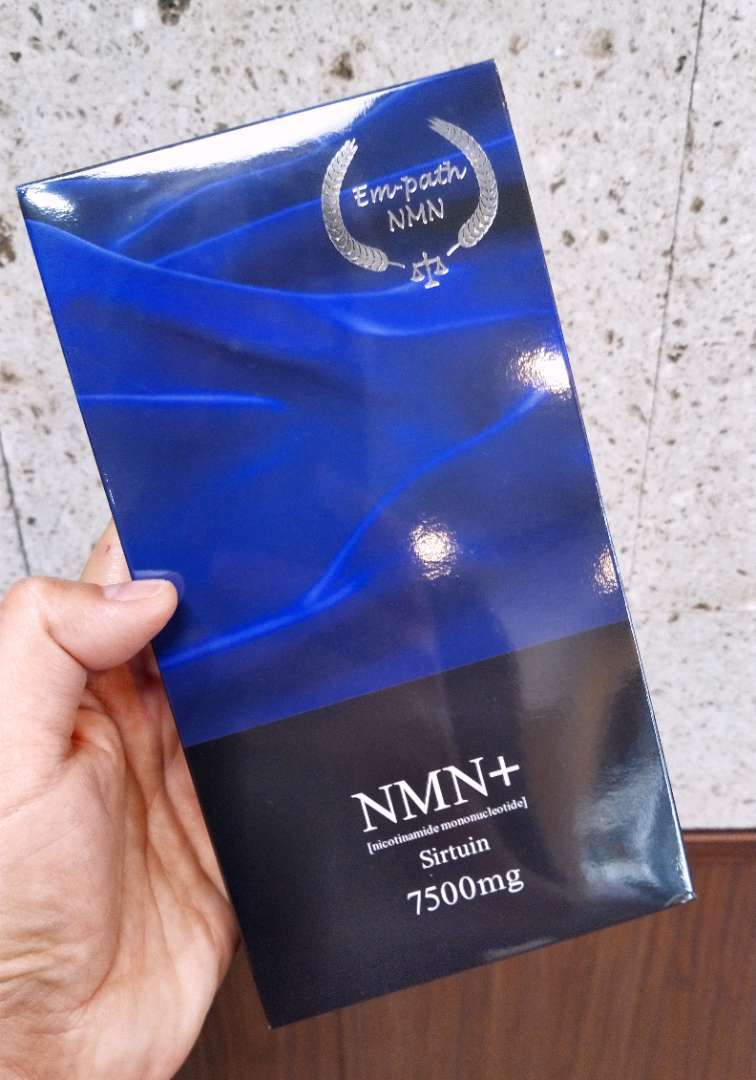 Em-path
NMN
NMN+
[nicotinamide mononucleotide]
Sirtuin
7500mg